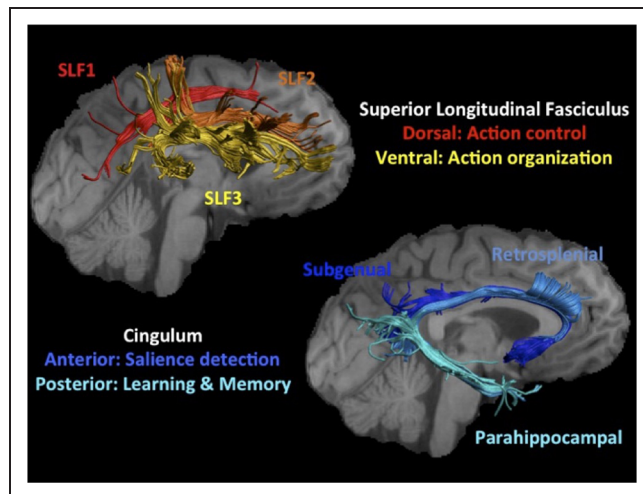 SLF1
SLF2
Superior Longitudinal Fasciculus
Dorsal: Action control
Ventral: Action organization
SLF3
Subgenual
Retrosplenial
Cingulum
Anterior: Salience detection
Posterior: Learning & Memory
Parahippocampal